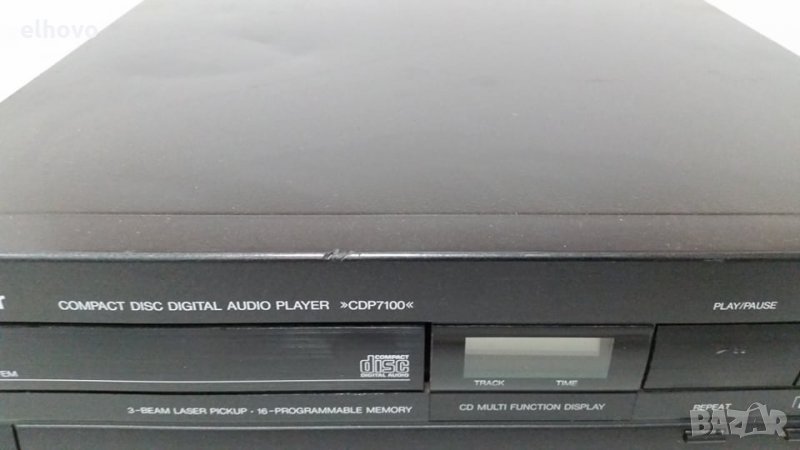 elhovo
COMPACT DISC DIGITAL AUDIO PLAYER »CDP7100«
PLAY/PAUSE
COMPACT
disc
DIGITAL AUDIO
TRACK TIME
3-BEAM LASER PICKUP · 16-PROGRAMMABLE MEMORY
CD MULTI FUNCTION DISPLAY
REPEAT
BAZAR